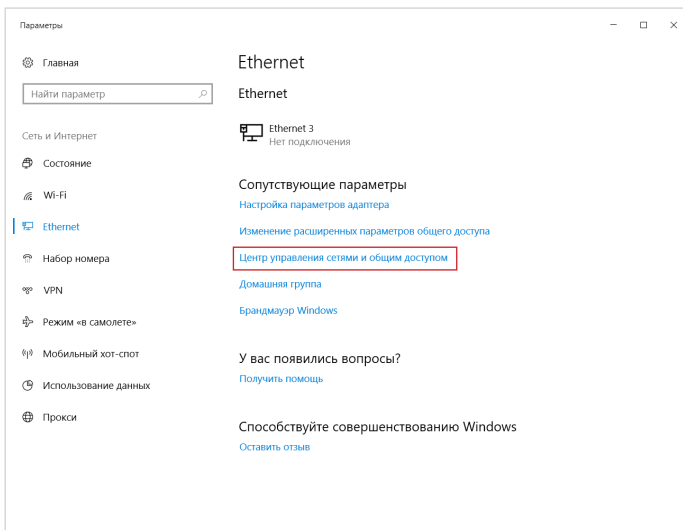 Параметры
Главная
Найти параметр
Сеть и Интернет
Состояние
Wi-Fi
Ethernet
Набор номера
VPN
Режим «в самолете»
Мобильный хот-спот
Использование данных
Прокси
Ethernet
Ethernet
Ethernet 3
Нет подключения
Сопутствующие параметры
Настройка параметров адаптера
Изменение расширенных параметров общего доступа
Центр управления сетями и общим доступом
Домашняя группа
Брандмауэр Windows
У вас появились вопросы?
Получить помощь
Способствуйте совершенствованию Windows
Оставить отзыв